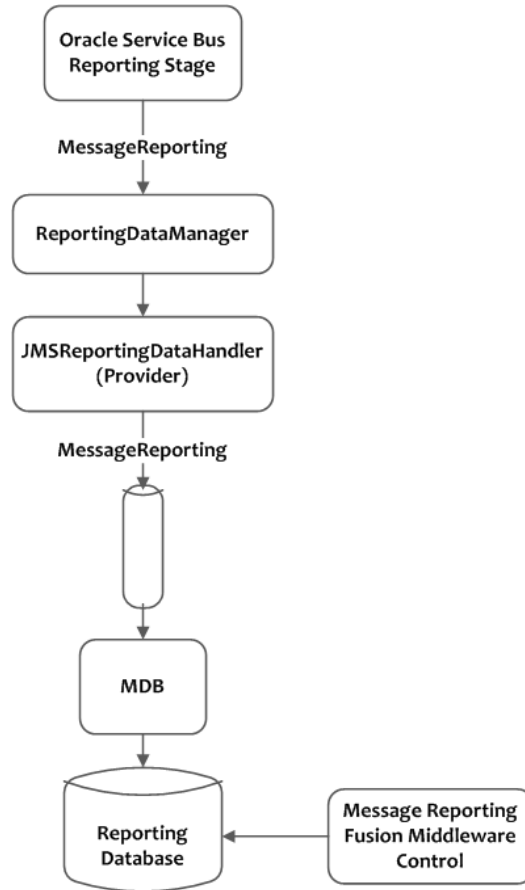 Oracle Service Bus
Reporting Stage
MessageReporting
ReportingDataManager
JMSReportingDataHandler
(Provider)
MessageReporting
MDB
Reporting
Database
Message Reporting
Fusion Middleware
Control